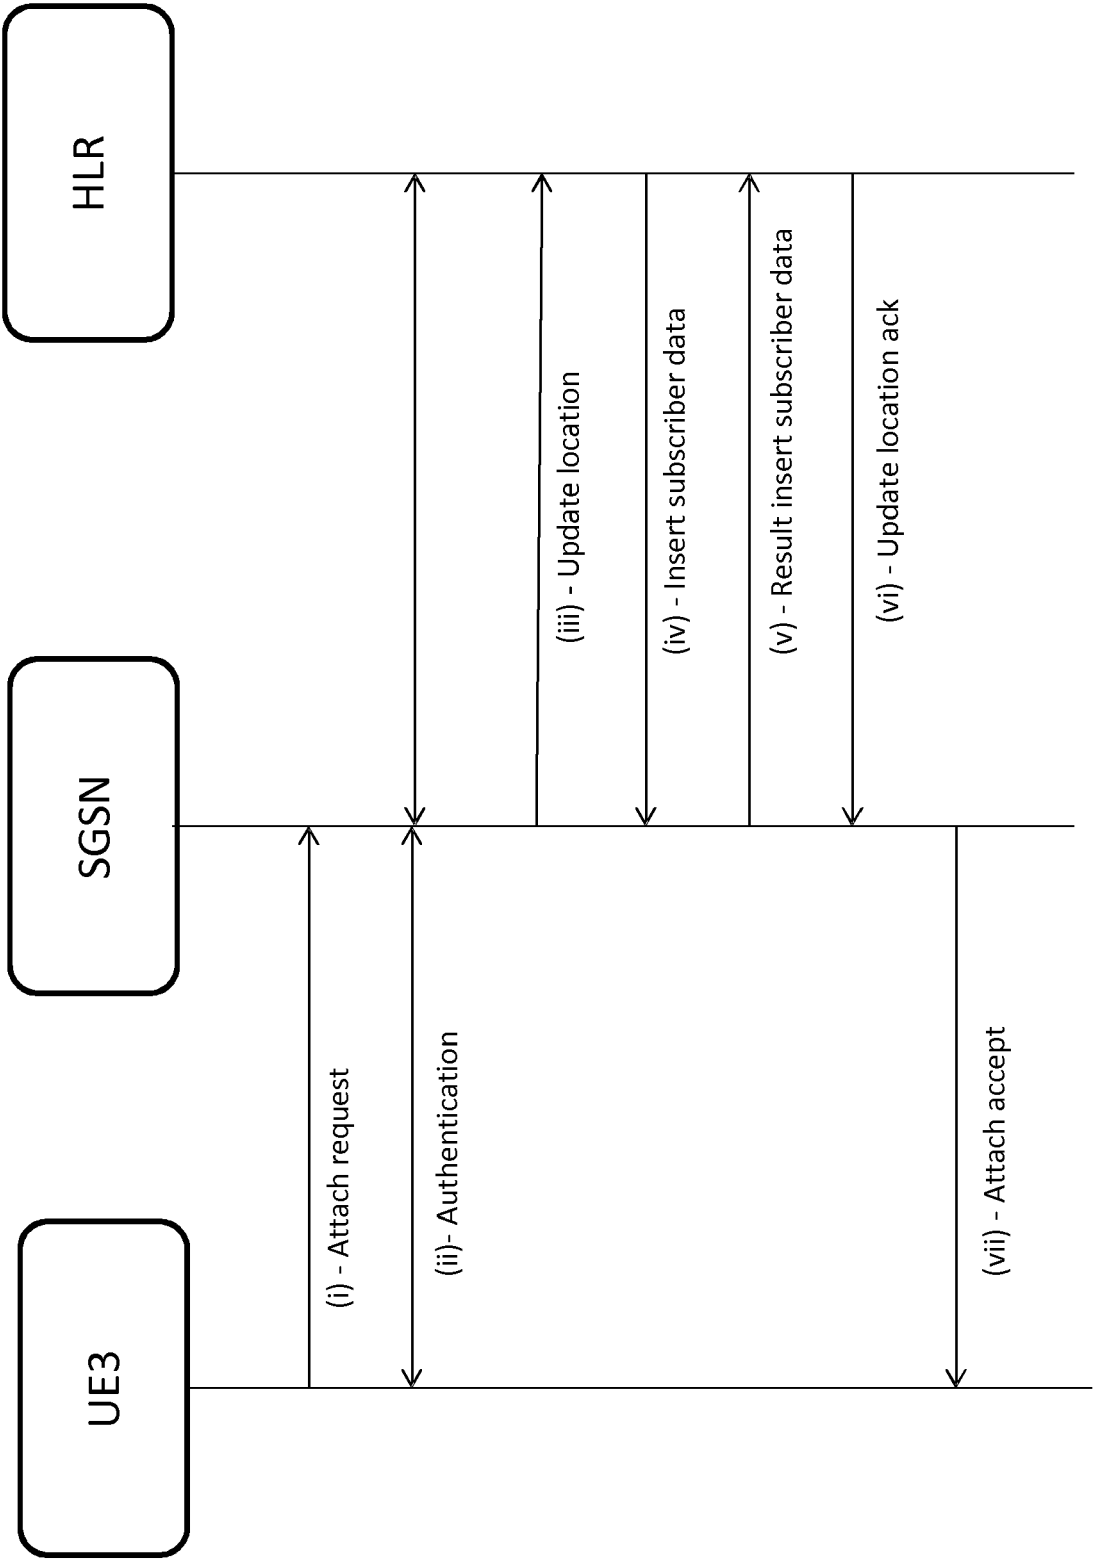 UE3
SGSN
HLR
(i) - Attach request
(ii)- Authentication
(iii) - Update location
(iv) - Insert subscriber data
(v) - Result insert subscriber data
(vi) - Update location ack
(vii) - Attach accept